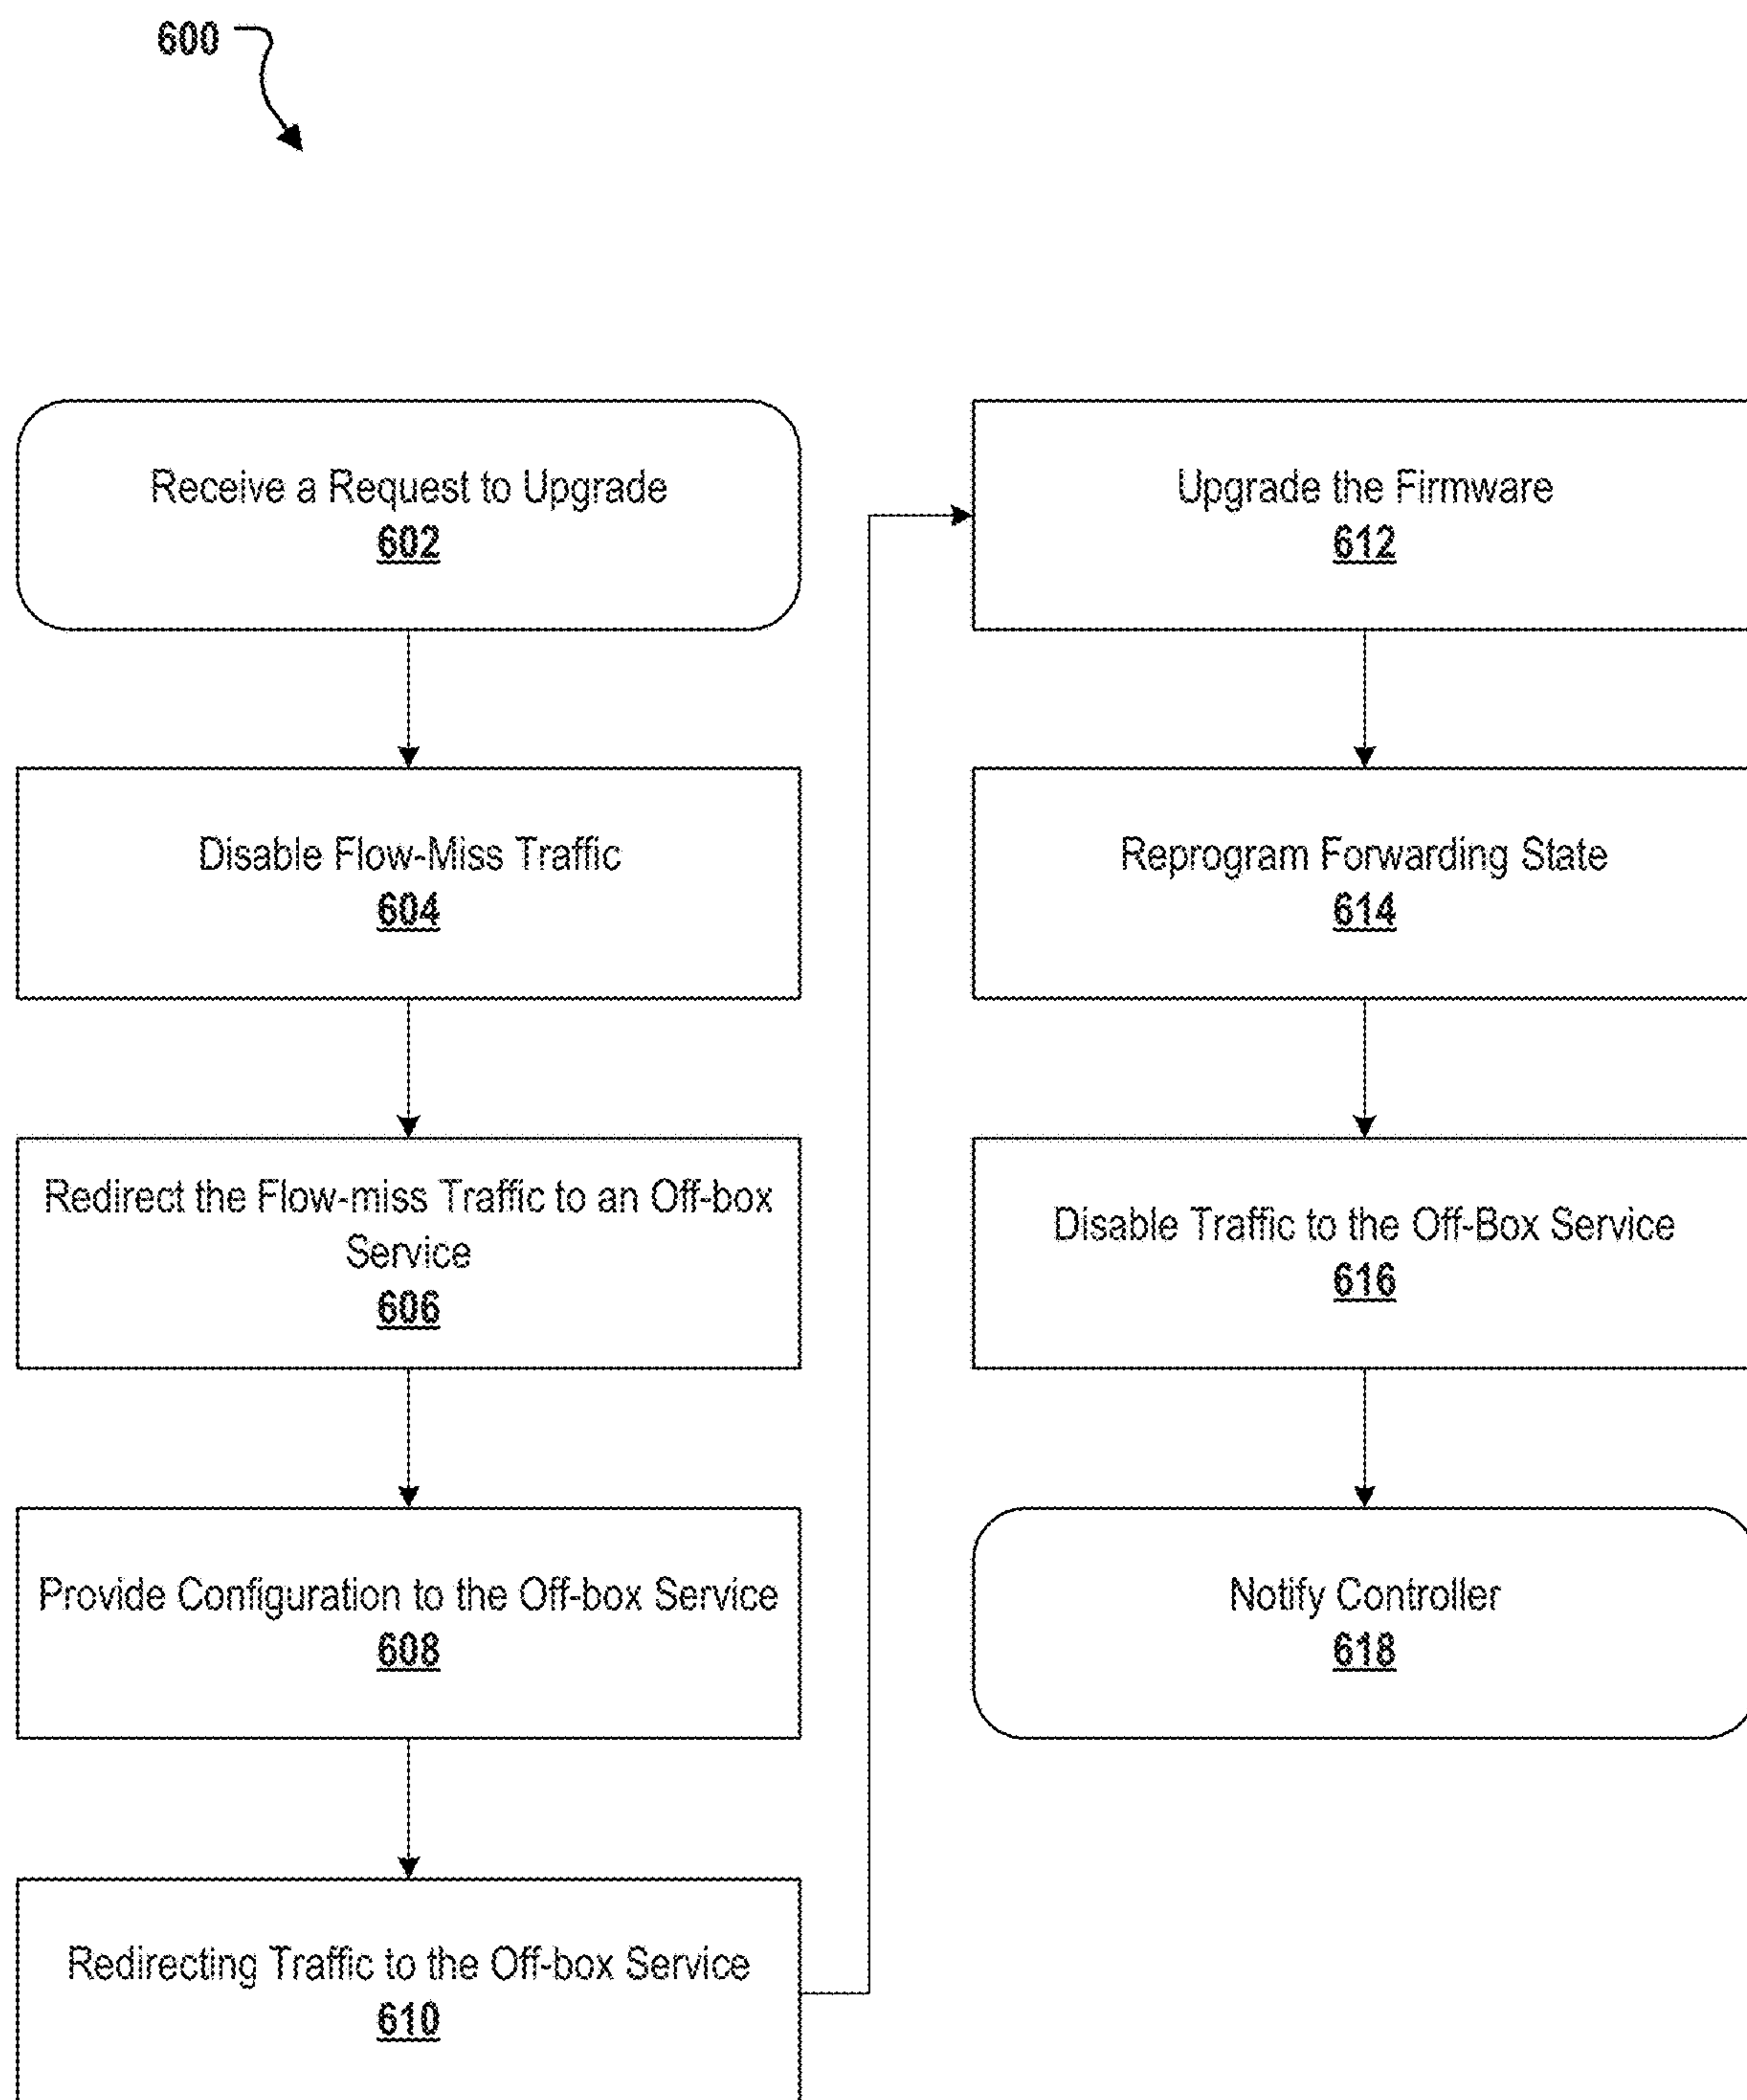 600
Receive a Request to Upgrade
602
Disable Flow-Miss Traffic
604
Redirect the Flow-miss Traffic to an Off-box
Service
606
Provide Configuration to the Off-box Service
608
Redirecting Traffic to the Off-box Service
610
Upgrade the Firmware
612
Reprogram Forwarding State
614
Disable Traffic to the Off-Box Service
616
Notify Controller
618